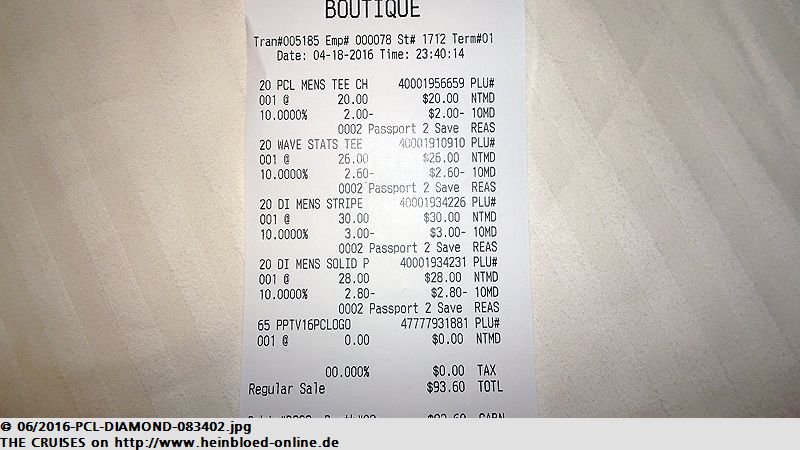 BOUTIQUE
Tran#005185 Emp# 000078 St# 1712 Term#01
Date: 04-18-2016 Time: 23:40:14
20 PCL MENS TEE CH 40001956659 PLU#
001 @ 20.00 $20.00 NTMD
10.0000% 2.00- $2.00- 10MD
0002 Passport 2 Save REAS
20 WAVE STATS TEE 40001910910 PLU#
001 @ 26.00 $26.00 NTMD
10.0000% 2.60- $2.60- 10MD
0002 Passport 2 Save REAS
20 DI MENS STRIPE 40001934226 PLU#
001 @ 30.00 $30.00 NTMD
10.0000% 3.00- $3.00- 10MD
0002 Passport 2 Save REAS
20 DI MENS SOLID P 40001934231 PLU#
001 @ 28.00 $28.00 NTMD
10.0000% 2.80- $2.80- 10MD
0002 Passport 2 Save REAS
65 PPTV16PCLOGO 47777931881 PLU#
001 @ 0.00 $0.00 NTMD
00.000% $0.00 TAX
Regular Sale $93.60 TOTL
© 06/2016-PCL-DIAMOND-083402.jpg
THE CRUISES on http://www.heinbloed-online.de